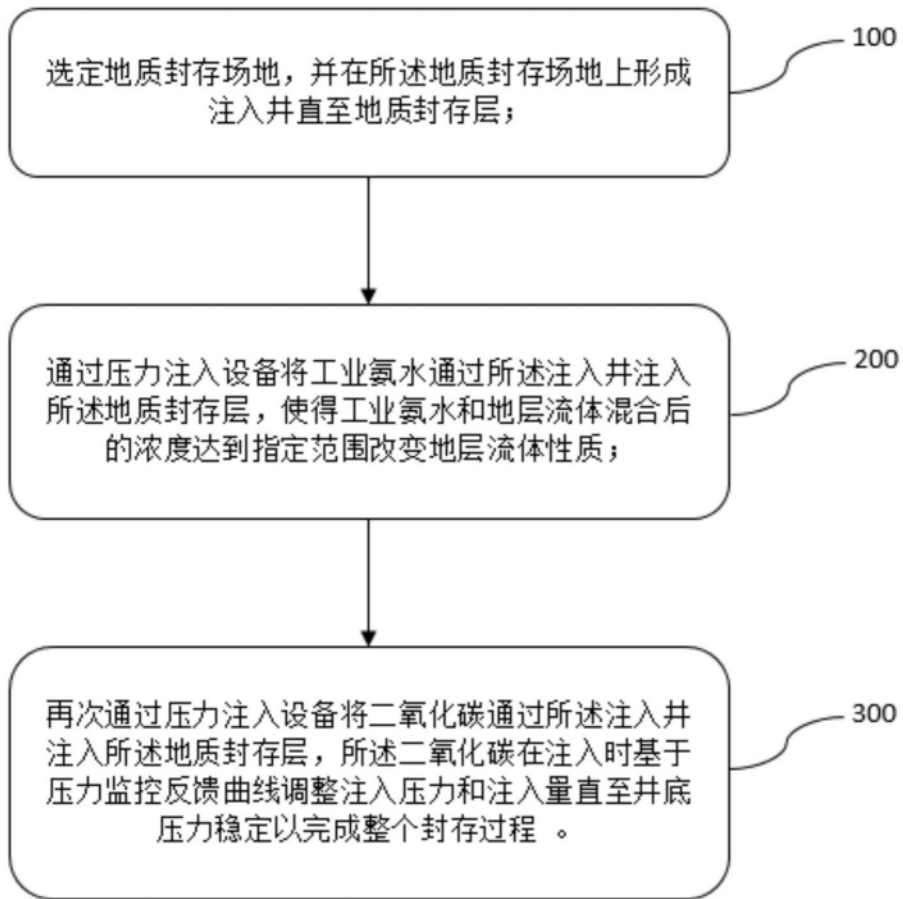 选定地质封存场地，并在所述地质封存场地上形成
注入井直至地质封存层；
100
通过压力注入设备将工业氨水通过所述注入井注入
所述地质封存层，使得工业氨水和地层流体混合后
的浓度达到指定范围改变地层流体性质；
200
再次通过压力注入设备将二氧化碳通过所述注入井
注入所述地质封存层，所述二氧化碳在注入时基于
压力监控反馈曲线调整注入压力和注入量直至井底
压力稳定以完成整个封存过程 。
300